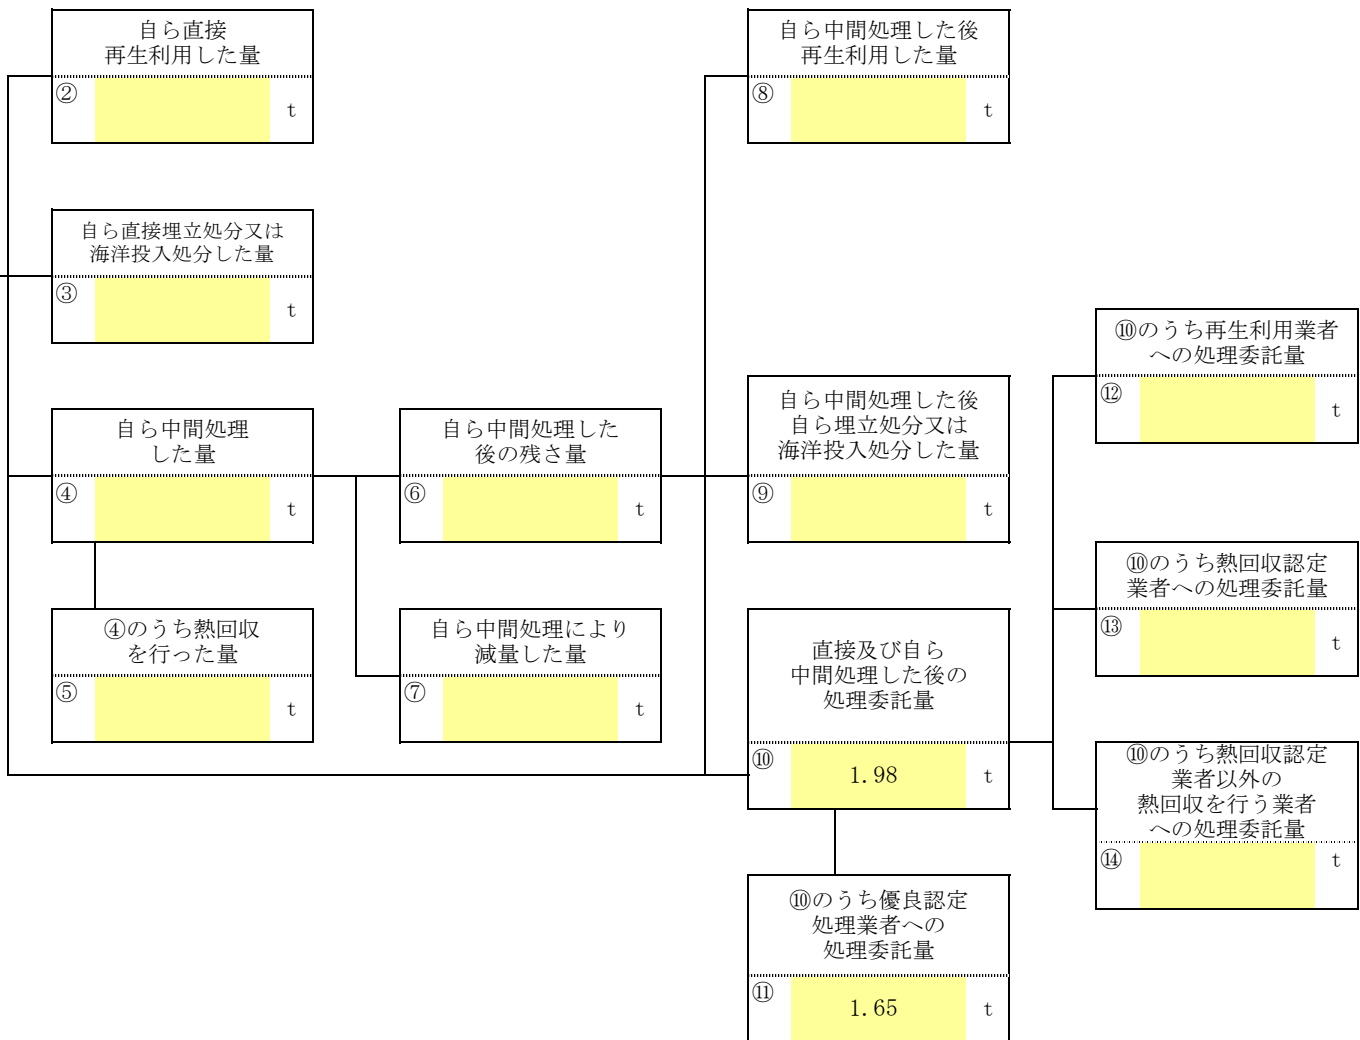 自ら直接
再生利用した量
②
t
自ら中間処理した後
再生利用した量
⑧
t
自ら直接埋立処分又は
海洋投入処分した量
③
t
⑩のうち再生利用業者
への処理委託量
⑫
t
自ら中間処理
した量
④
t
自ら中間処理した
後の残さ量
⑥
t
自ら中間処理した後
自ら埋立処分又は
海洋投入処分した量
⑨
t
⑩のうち熱回収認定
業者への処理委託量
⑬
t
④のうち熱回収
を行った量
⑤
t
自ら中間処理により
減量した量
⑦
t
直接及び自ら
中間処理した後の
処理委託量
⑩ 1.98 t
⑩のうち熱回収認定
業者以外の
熱回収を行う業者
への処理委託量
⑭
t
⑩のうち優良認定
処理業者への
処理委託量
⑪ 1.65 t